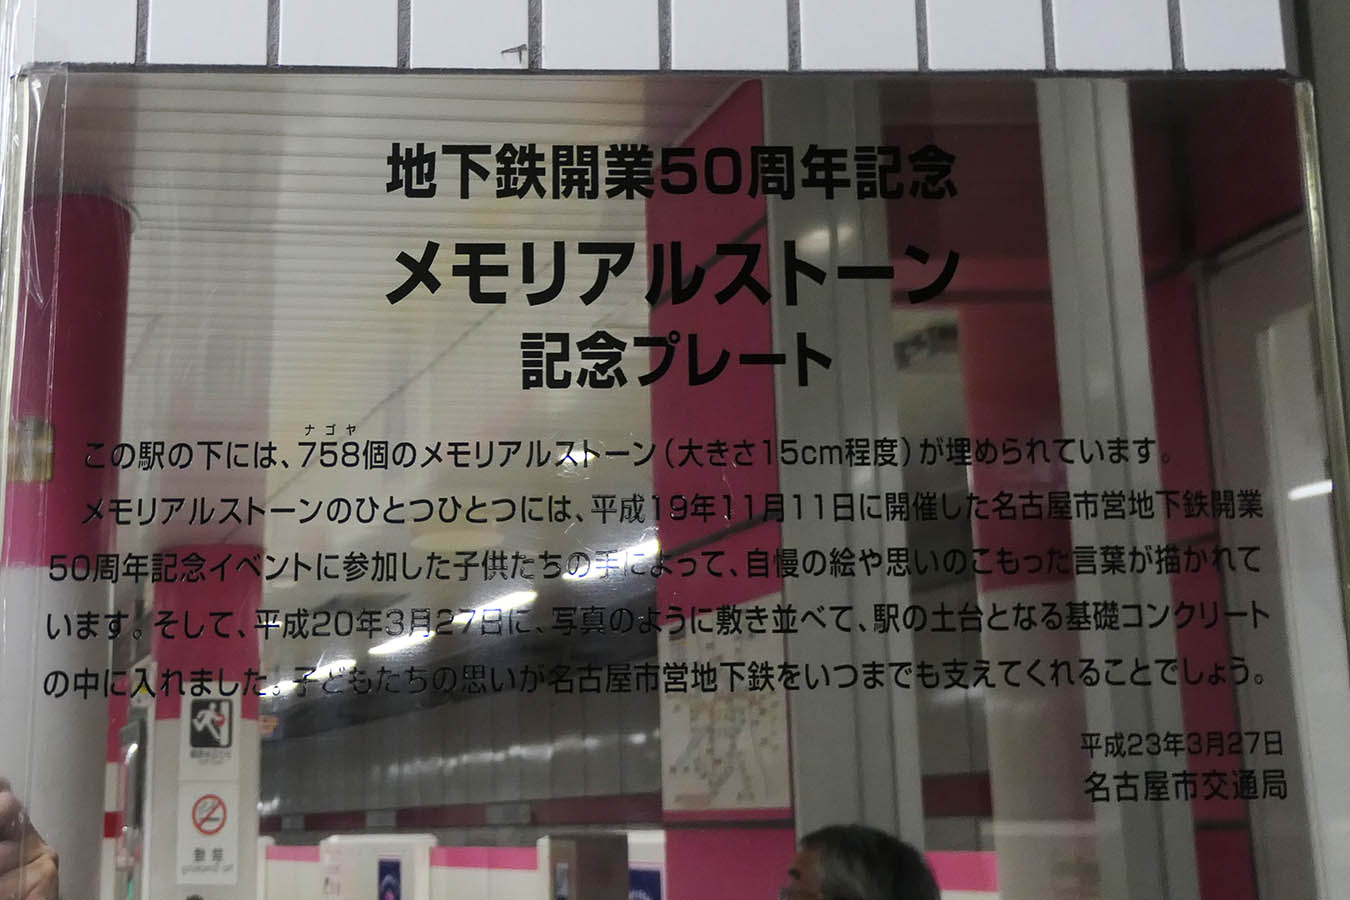 地下鉄開業50周年記念
メモリアルストーン
記念プレート
ナゴヤ
この駅の下には、758個のメモリアルストーン(大きさ15cm程度)が埋められています。
メモリアルストーンのひとつひとつには、平成19年11月11日に開催した名古屋市営地下鉄開業
50周年記念イベントに参加した子供たちの手によって、自慢の絵や思いのこもった言葉が描かれて
います。そして、平成20年3月27日に、写真のように敷き並べて、駅の土台となる基礎コンクリート
の中に入れました。子どもたちの思いが名古屋市営地下鉄をいつまでも支えてくれることでしょう。
平成23年3月27日
名古屋市交通局